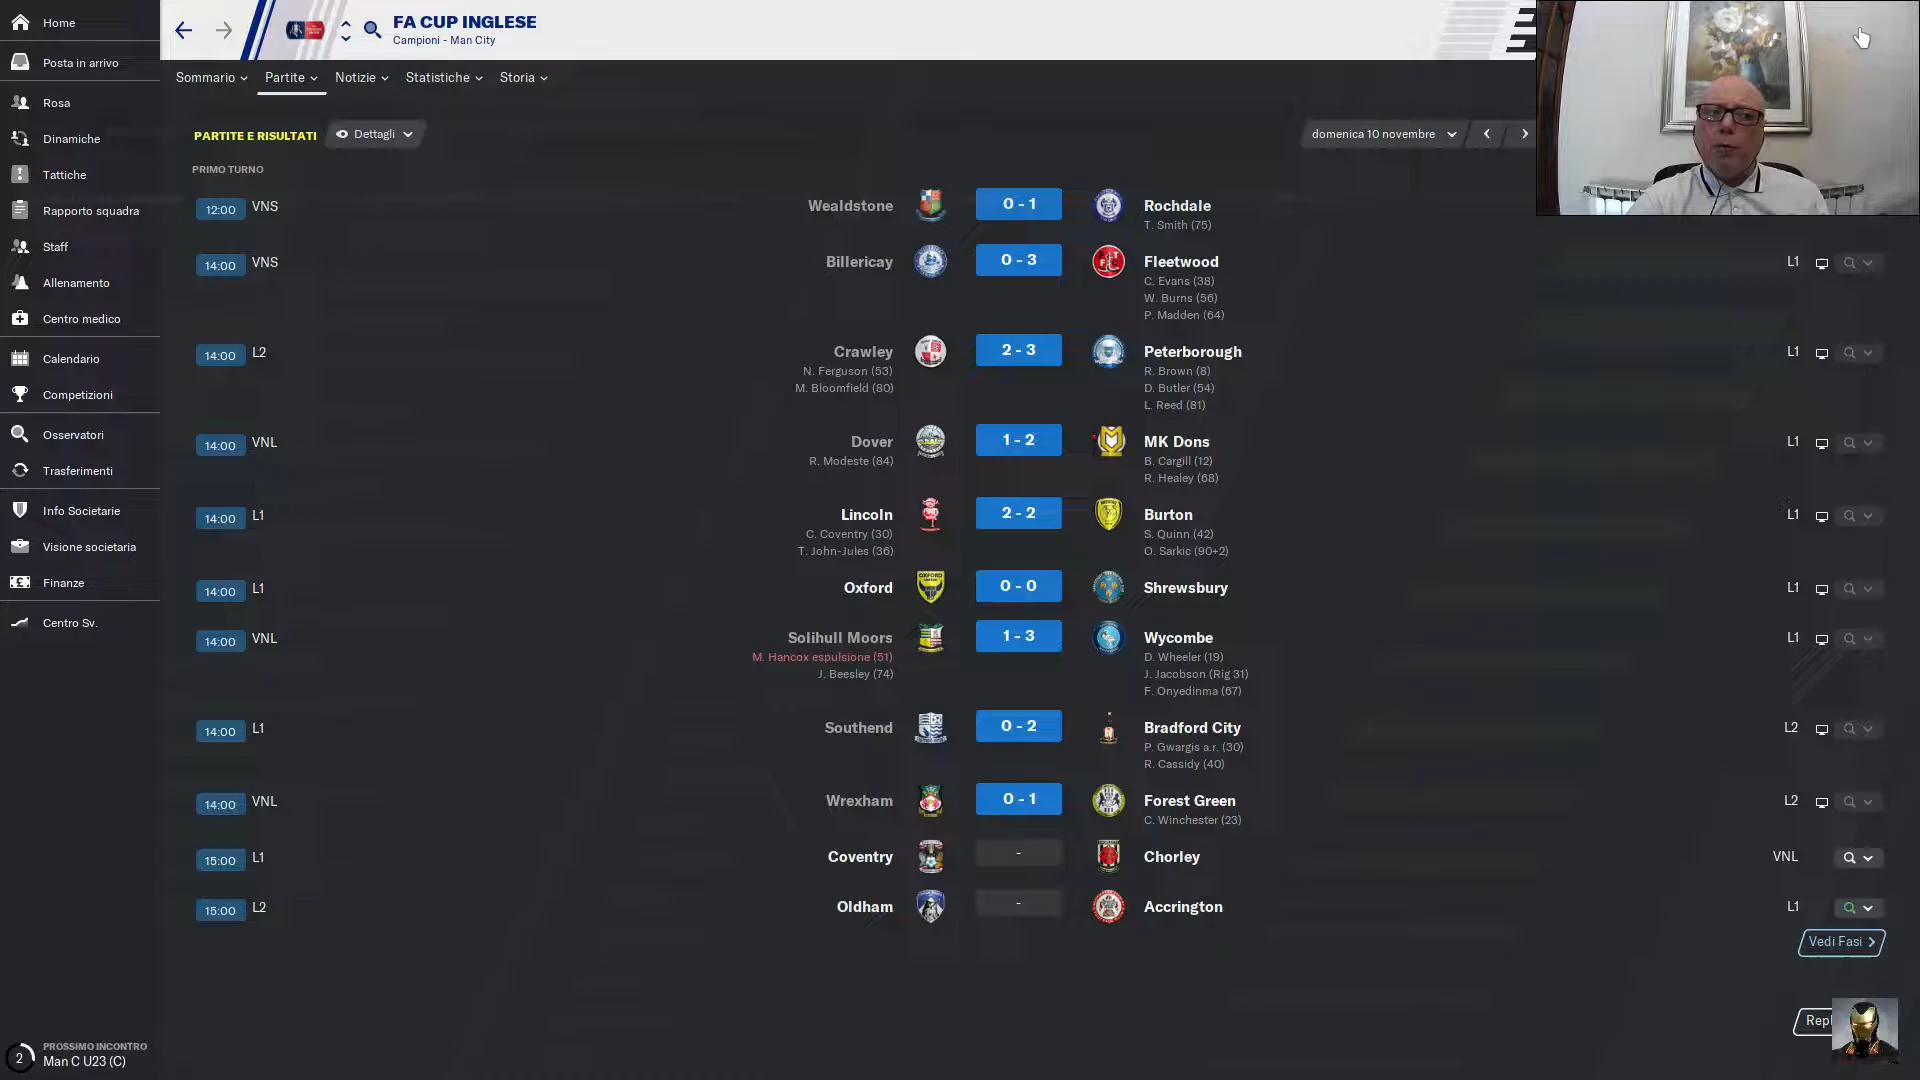 Home
Posta in arrivo
Rosa
Dinamiche
Tattiche
Rapporto squadra
Staff
Allenamento
Centro medico
Calendario
Competizioni
Osservatori
Trasferimenti
Info Societarie
Visione societaria
Finanze
Centro Sv.
2 PROSSIMO INCONTRO
Man C U23 (C)
FA CUP INGLESE
Campioni - Man City
Sommario Partite Notizie Statistiche Storia
PARTITE E RISULTATI Dettagli domenica 10 novembre
PRIMO TURNO
12:00 VNS Wealdstone 0 - 1 Rochdale
T. Smith (75)
14:00 VNS Billericay 0 - 3 Fleetwood L1
C. Evans (38)
W. Burns (56)
P. Madden (64)
14:00 L2 Crawley 2 - 3 Peterborough L1
N. Ferguson (53) R. Brown (8)
M. Bloomfield (80) D. Butler (54)
L. Reed (81)
14:00 VNL Dover 1 - 2 MK Dons L1
R. Modeste (84) B. Cargill (12)
R. Healey (68)
14:00 L1 Lincoln 2 - 2 Burton L1
C. Coventry (30) S. Quinn (42)
T. John-Jules (36) O. Sarkic (90+2)
14:00 L1 Oxford 0 - 0 Shrewsbury L1
14:00 VNL Solihull Moors 1 - 3 Wycombe L1
M. Hancox espulsione (51) D. Wheeler (19)
J. Beesley (74) J. Jacobson (Rig 31)
F. Onyedinma (67)
14:00 L1 Southend 0 - 2 Bradford City L2
P. Gwargis a.r. (30)
R. Cassidy (40)
14:00 VNL Wrexham 0 - 1 Forest Green L2
C. Winchester (23)
15:00 L1 Coventry - Chorley VNL
15:00 L2 Oldham - Accrington L1
Vedi Fasi
Repl